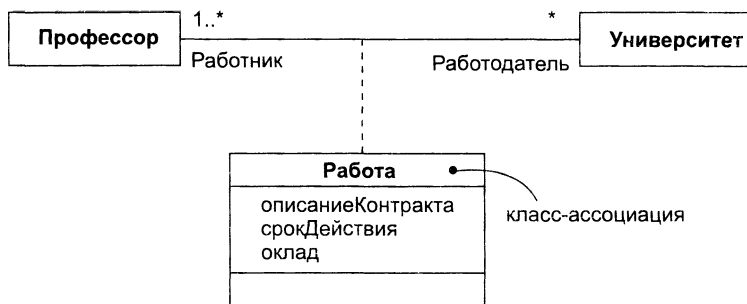 1..*
*
Профессор
Университет
Работник
Работодатель
Работа
описаниеКонтракта
срокДействия
оклад
класс-ассоциация